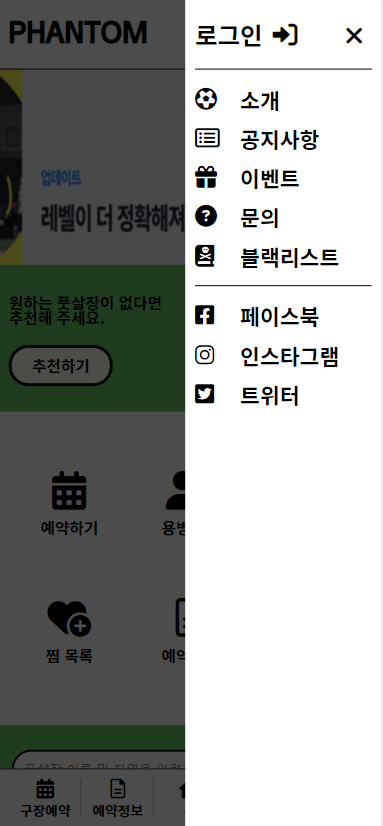 PHANTOM
로그인
소개
공지사항
이벤트
문의
블랙리스트
페이스북
인스타그램
트위터
업데이트
레벨이 더 정확해져
원하는 풋살장이 없다면
추천해 주세요.
추천하기
예약하기
찜 목록
구장예약
예약정보